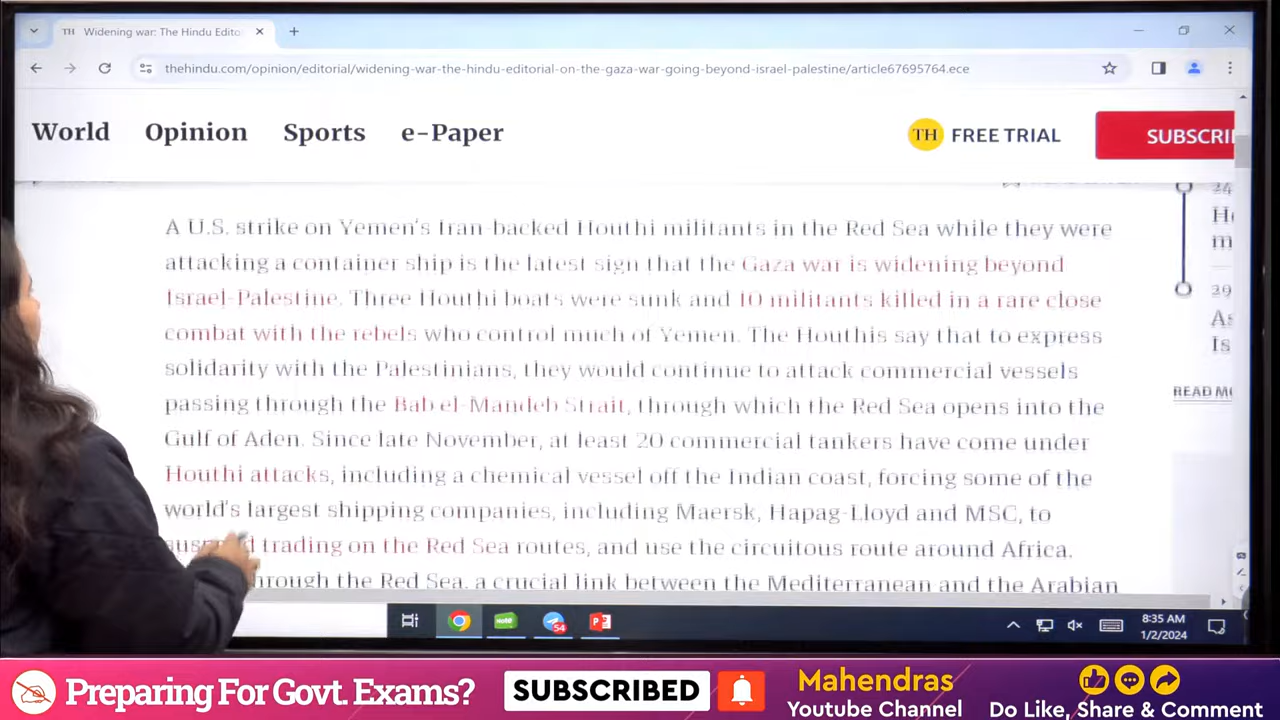 TH Widening war: The Hindu Edito
thehindu.com/opinion/editorial/widening-war-the-hindu-editorial-on-the-gaza-war-going-beyond-israel-palestine/article67695764.ece
World Opinion Sports e-Paper TH FREE TRIAL SUBSCRI
24
A U.S. strike on Yemen's Iran-backed Houthi militants in the Red Sea while they were
attacking a container ship is the latest sign that the Gaza war is widening beyond
Israel-Palestine. Three Houthi boats were sunk and 10 militants killed in a rare close
29
combat with the rebels who control much of Yemen. The Houthis say that to express
As
Is
solidarity with the Palestinians, they would continue to attack commercial vessels
READ MO
passing through the Bab el-Mandeb Strait, through which the Red Sea opens into the
Gulf of Aden. Since late November, at least 20 commercial tankers have come under
Houthi attacks, including a chemical vessel off the Indian coast, forcing some of the
world's largest shipping companies, including Maersk, Hapag-Lloyd and MSC, to
trading on the Red Sea routes, and use the circuitous route around Africa.
hrough the Red Sea, a crucial link between the Mediterranean and the Arabian
Note
54
P
8:35 AM
1/2/2024
Preparing For Govt. Exams?
SUBSCRIBED
Mahendras
Youtube Channel
Do Like, Share & Comment